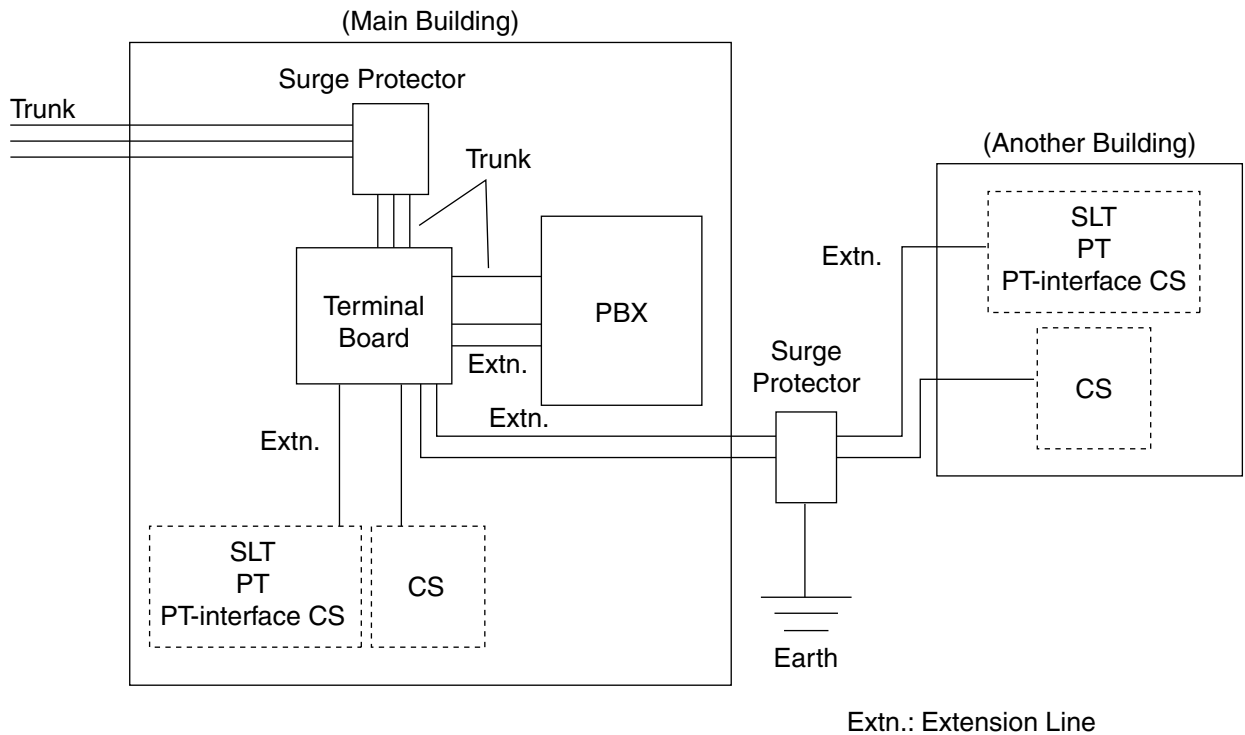 (Main Building)
Surge Protector
Trunk
Trunk
(Another Building)
SLT
PT
PT-interface CS
Extn.
Terminal
Board
PBX
Extn.
Surge
Protector
CS
Extn.
Extn.
SLT
PT
PT-interface CS
CS
Earth
Extn.: Extension Line